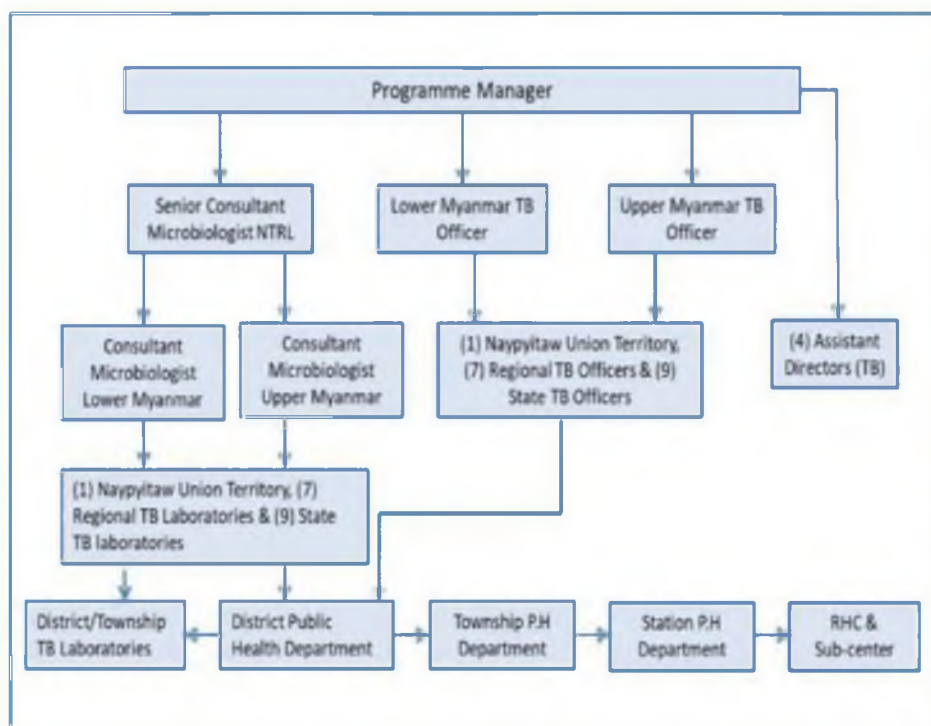 Programme Manager
Senior Consultant
Microbiologist NTRL
Lower Myanmar TB
Officer
Upper Myanmar TB
Officer
Consultant
Microbiologist
Lower Myanmar
Consultant
Microbiologist
Upper Myanmar
(1) Naypyitaw Union Territory,
(7) Regional TB Officers & (9)
State TB Officers
(4) Assistant
Directors (TB)
(1) Naypyitaw Union Territory, (7)
Regional TB Laboratories & (9) State
TB laboratories
District/Township
TB Laboratories
District Public
Health Department
Township P.H
Department
Station P.H
Department
RHC &
Sub-center